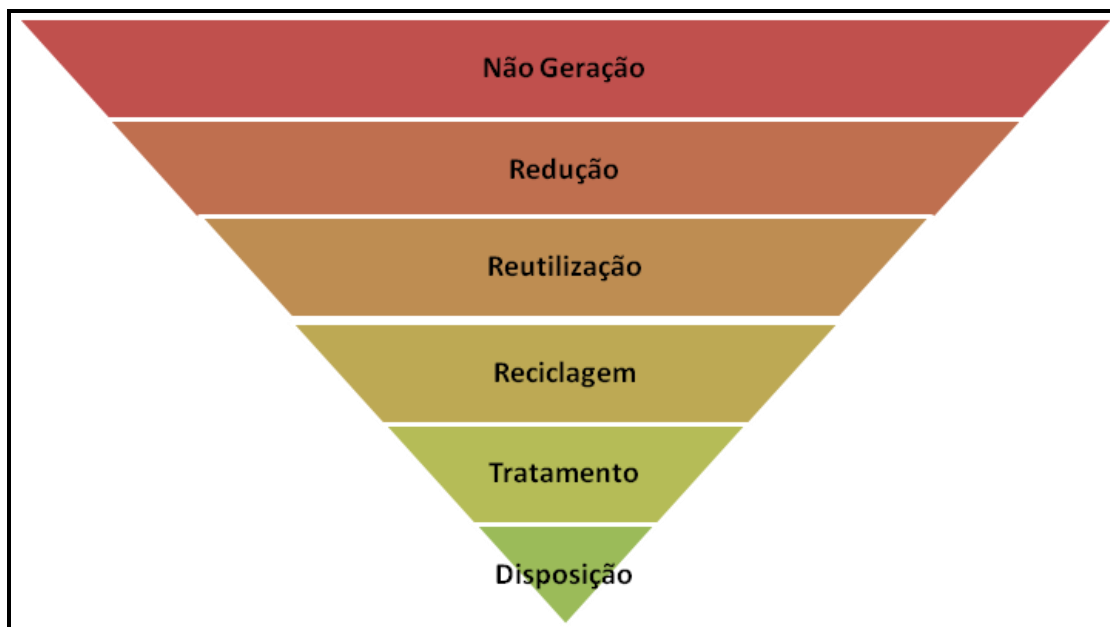 Não Geração
Redução
Reutilização
Reciclagem
Tratamento
Disposição